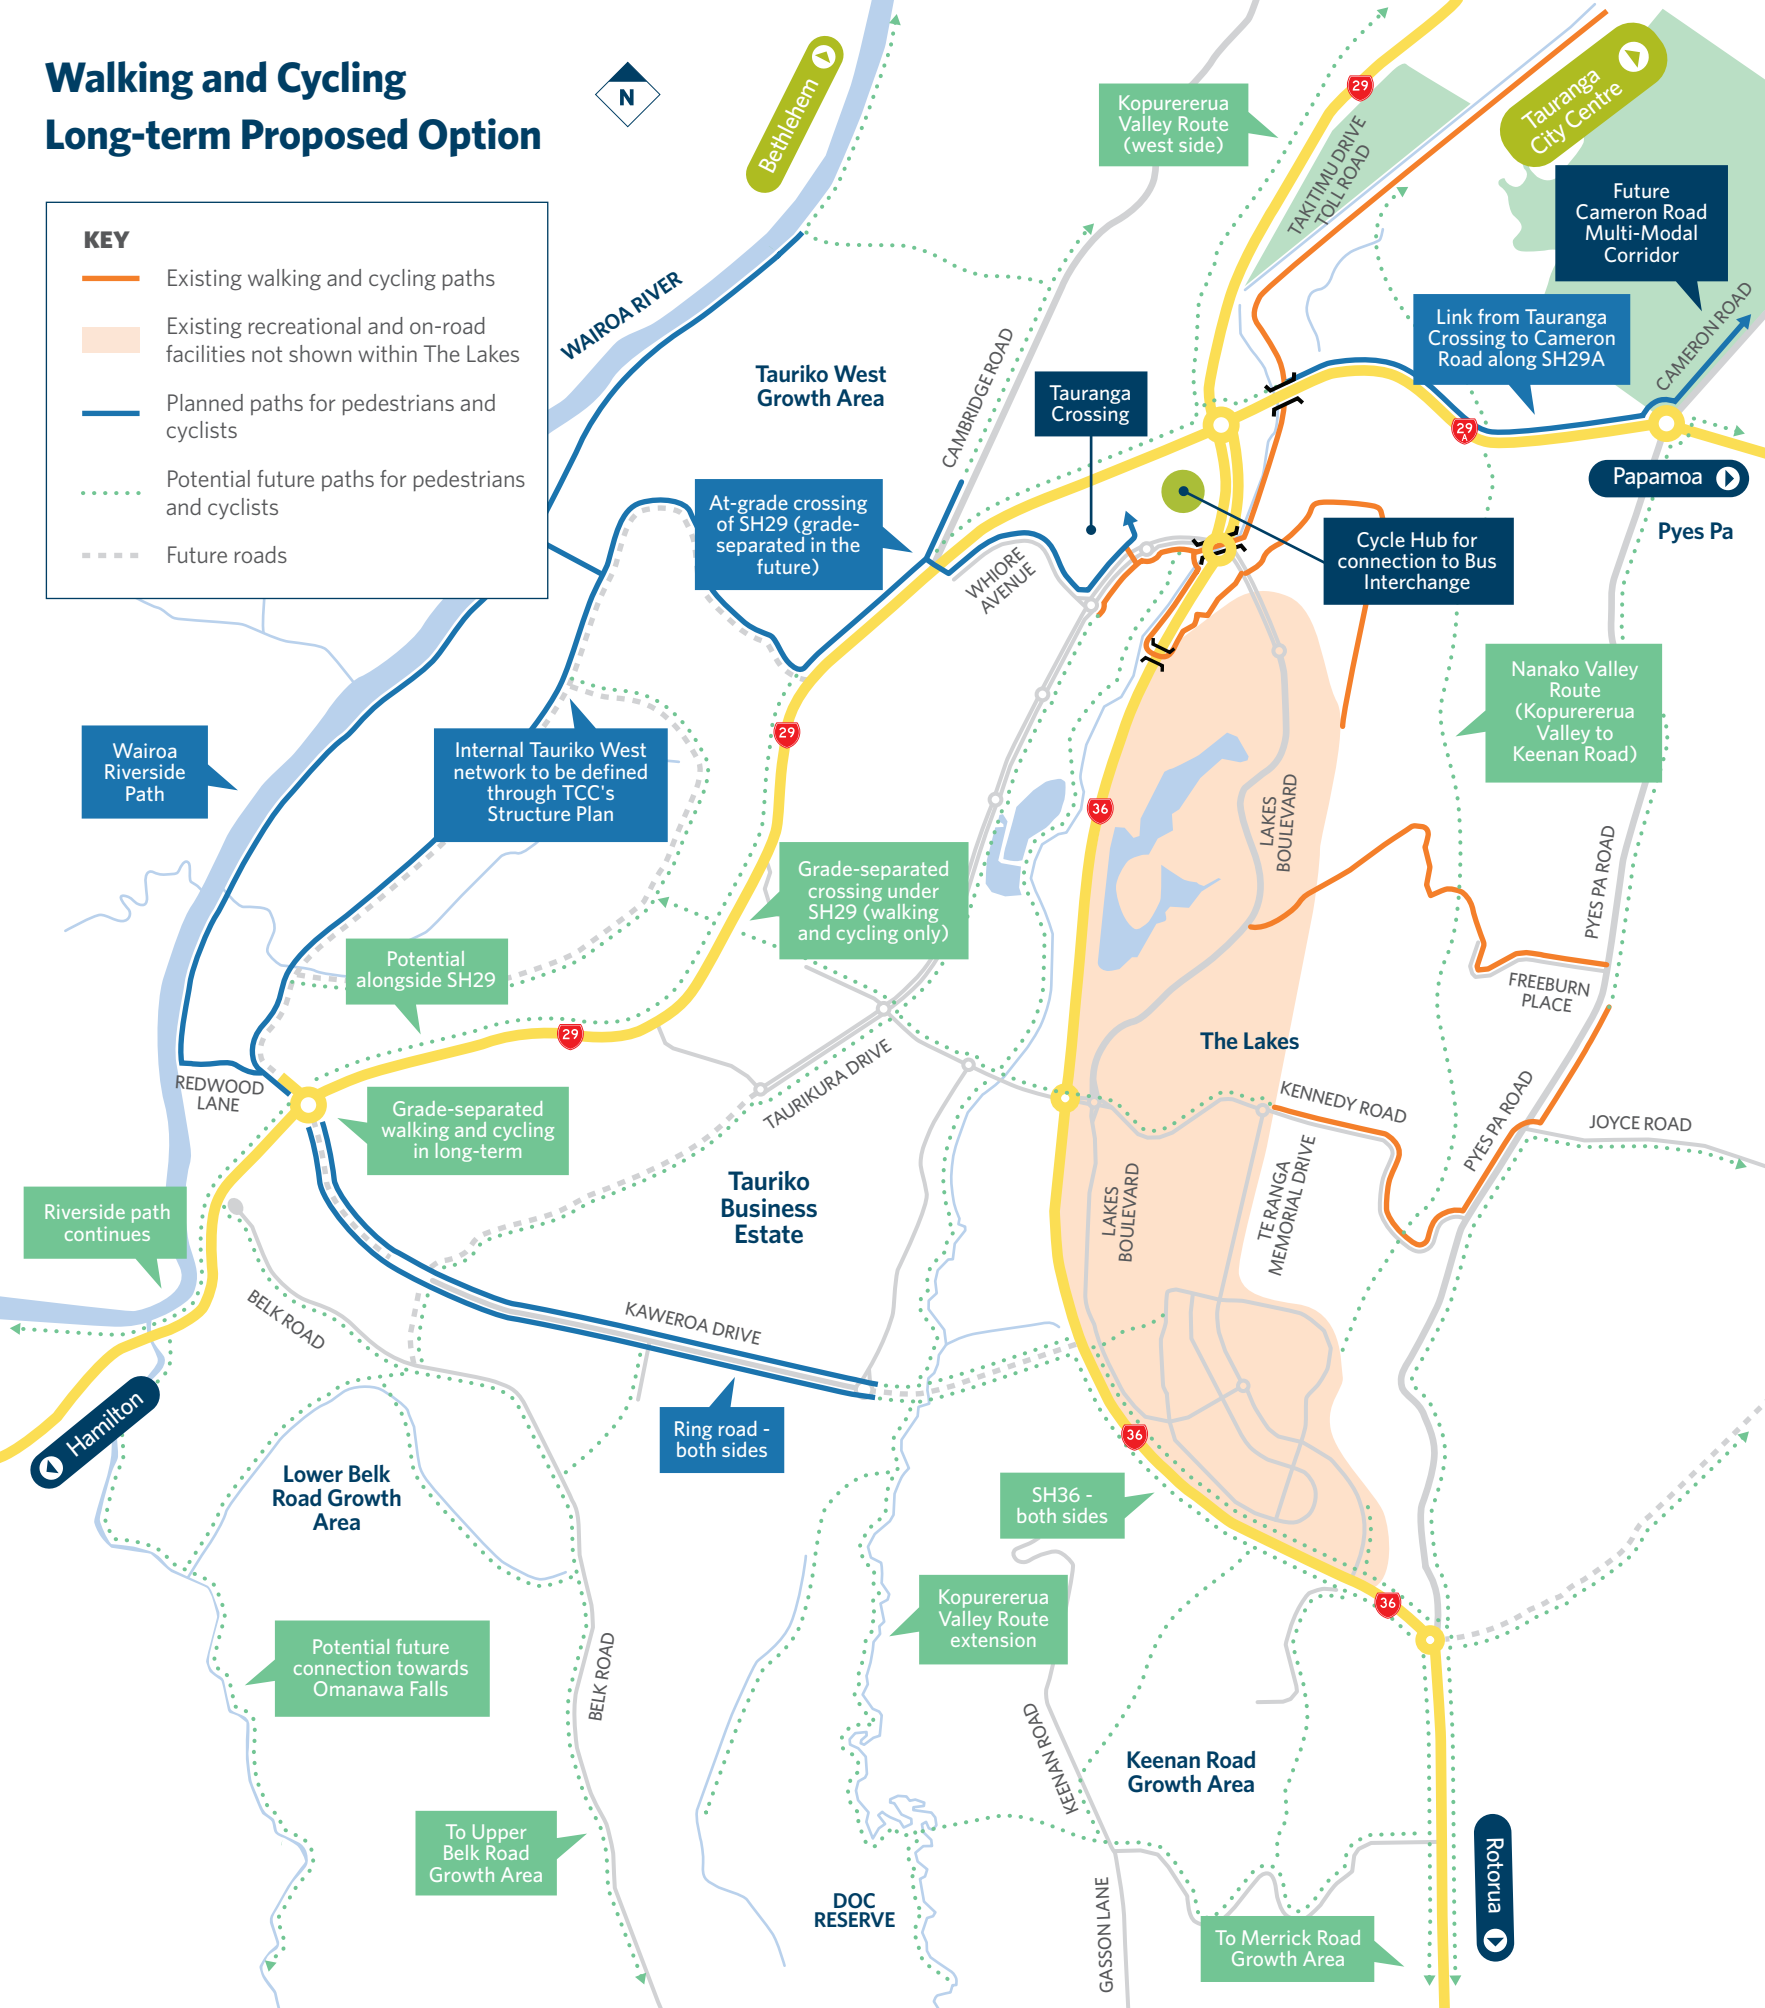 Walking and Cycling
Long-term Proposed Option
N
Bethlehem
KEY
Existing walking and cycling paths
Existing recreational and on-road
facilities not shown within The Lakes
Planned paths for pedestrians and
cyclists
Potential future paths for pedestrians
and cyclists
Future roads
Kopurererua
Valley Route
(west side)
29
TAKITIMU DRIVE
TOLL ROAD
Tauranga
City Centre
Future
Cameron Road
Multi-Modal
Corridor
CAMERON ROAD
Link from Tauranga
Crossing to Cameron
Road along SH29A
29
A
Papamoa
Pyes Pa
WAIROA RIVER
Tauriko West
Growth Area
CAMBRIDGE ROAD
Tauranga
Crossing
At-grade crossing
of SH29 (grade-
separated in the
future)
WHIORE
AVENUE
Cycle Hub for
connection to Bus
Interchange
Nanako Valley
Route
(Kopurererua
Valley to
Keenan Road)
Wairoa
Riverside
Path
Internal Tauriko West
network to be defined
through TCC's
Structure Plan
29
36
LAKES
BOULEVARD
PYES PA ROAD
Grade-separated
crossing under
SH29 (walking
and cycling only)
Potential
alongside SH29
29
FREEBURN
PLACE
The Lakes
REDWOOD
LANE
TAURIKURA DRIVE
KENNEDY ROAD
PYES PA ROAD
JOYCE ROAD
Grade-separated
walking and cycling
in long-term
Riverside path
continues
Tauriko
Business
Estate
LAKES
BOULEVARD
TE RANGA
MEMORIAL DRIVE
BELK ROAD
KAWEROA DRIVE
Hamilton
Ring road -
both sides
36
Lower Belk
Road Growth
Area
SH36 -
both sides
Kopurererua
Valley Route
extension
36
Potential future
connection towards
Omanawa Falls
BELK ROAD
KEENAN ROAD
Keenan Road
Growth Area
To Upper
Belk Road
Growth Area
DOC
RESERVE
GASSON LANE
To Merrick Road
Growth Area
Rotorua